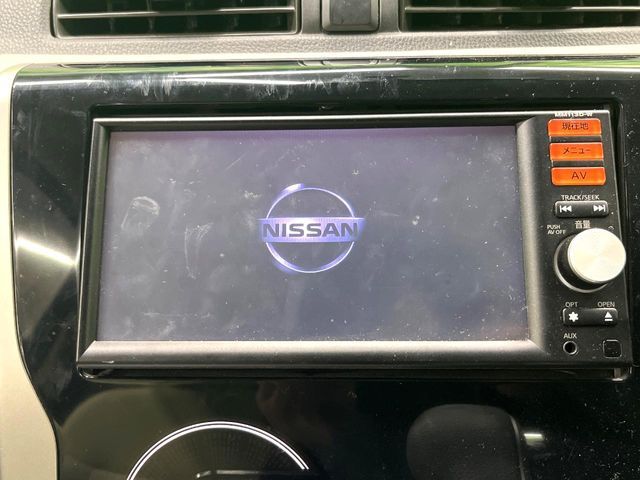 MM113D-W
現在地
メニュー
AV
TRACK/SEEK
音量
PUSH
AV OFF
NISSAN
OPT
OPEN
AUX